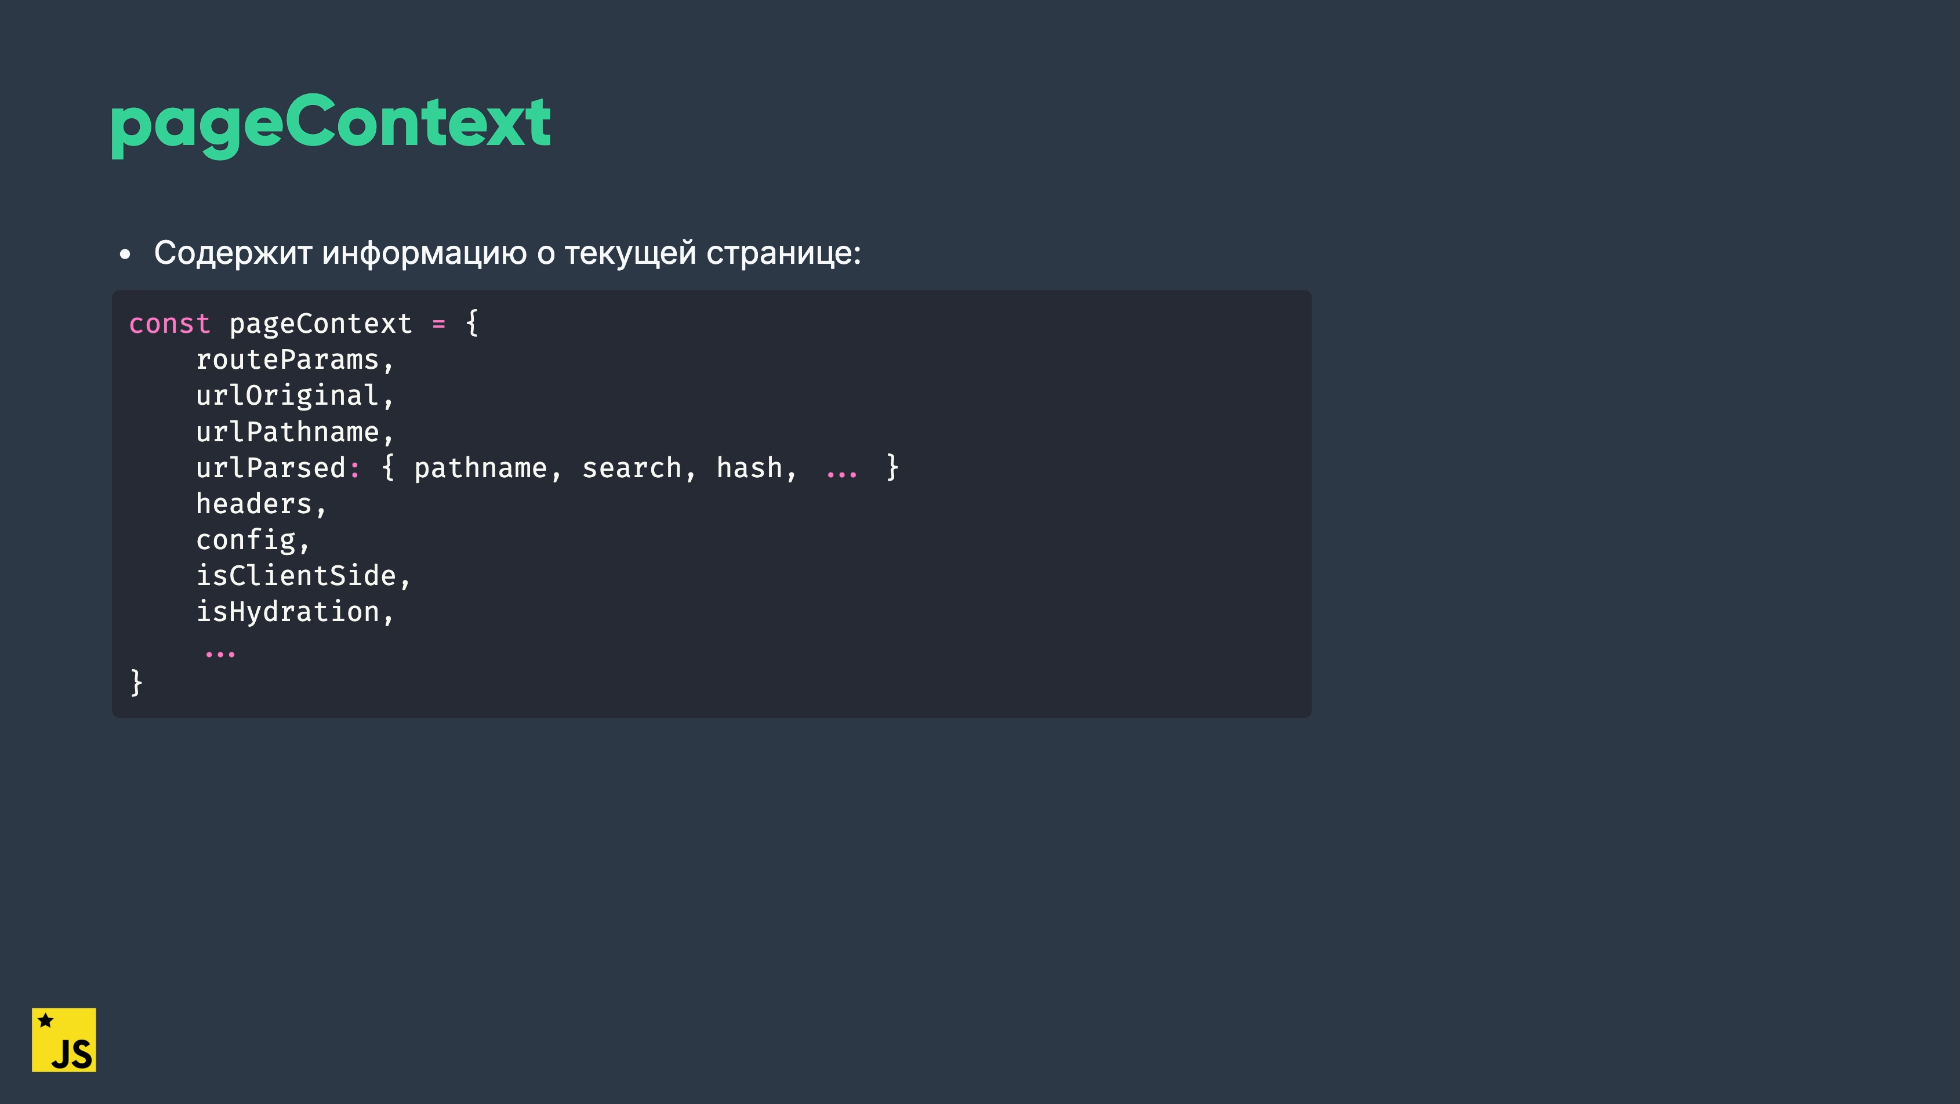 pageContext
• Содержит информацию о текущей странице:
const pageContext = {
    routeParams,
    urlOriginal,
    urlPathname,
    urlParsed: { pathname, search, hash, ... }
    headers,
    config,
    isClientSide,
    isHydration,
    ...
}
JS